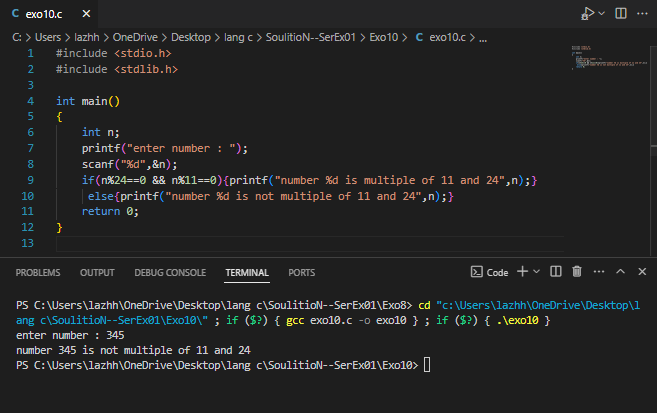 C exo10.c ×
C: > Users > lazhh > OneDrive > Desktop > lang c > SoulitioN--SerEx01 > Exo10 > C exo10.c > ...
1 #include <stdio.h>
2 #include <stdlib.h>
3
4 int main()
5 {
6 int n;
7 printf("enter number : ");
8 scanf("%d",&n);
9 if(n%24==0 && n%11==0){printf("number %d is multiple of 11 and 24",n);}
10 else{printf("number %d is not multiple of 11 and 24",n);}
11 return 0;
12 }
13
PROBLEMS OUTPUT DEBUG CONSOLE TERMINAL PORTS Code
PS C:\Users\lazhh\OneDrive\Desktop\lang c\SoulitioN--SerEx01\Exo8> cd "c:\Users\lazhh\OneDrive\Desktop\l
ang c\SoulitioN--SerEx01\Exo10\" ; if ($?) { gcc exo10.c -o exo10 } ; if ($?) { .\exo10 }
enter number : 345
number 345 is not multiple of 11 and 24
PS C:\Users\lazhh\OneDrive\Desktop\lang c\SoulitioN--SerEx01\Exo10>